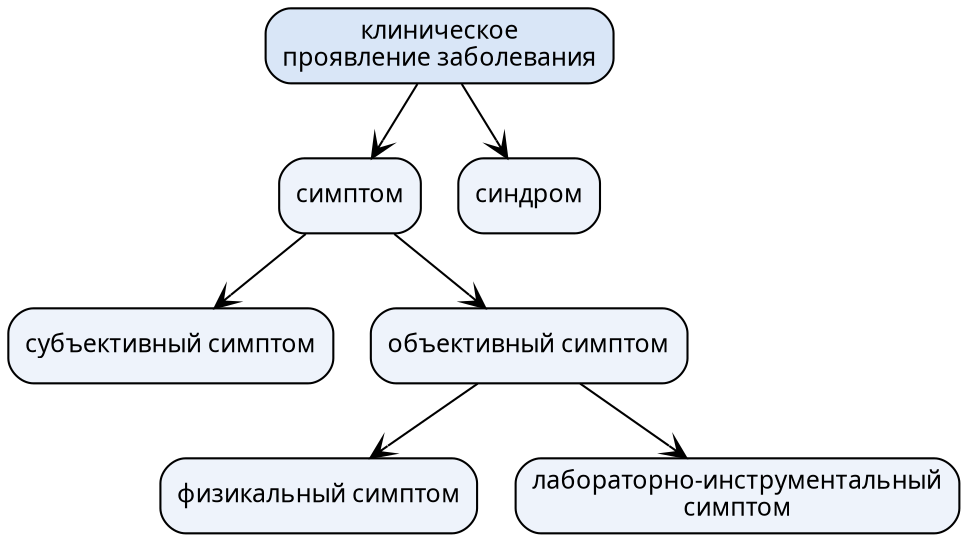 клиническое
проявление заболевания
симптом
синдром
субъективный симптом
объективный симптом
физикальный симптом
лабораторно-инструментальный
симптом